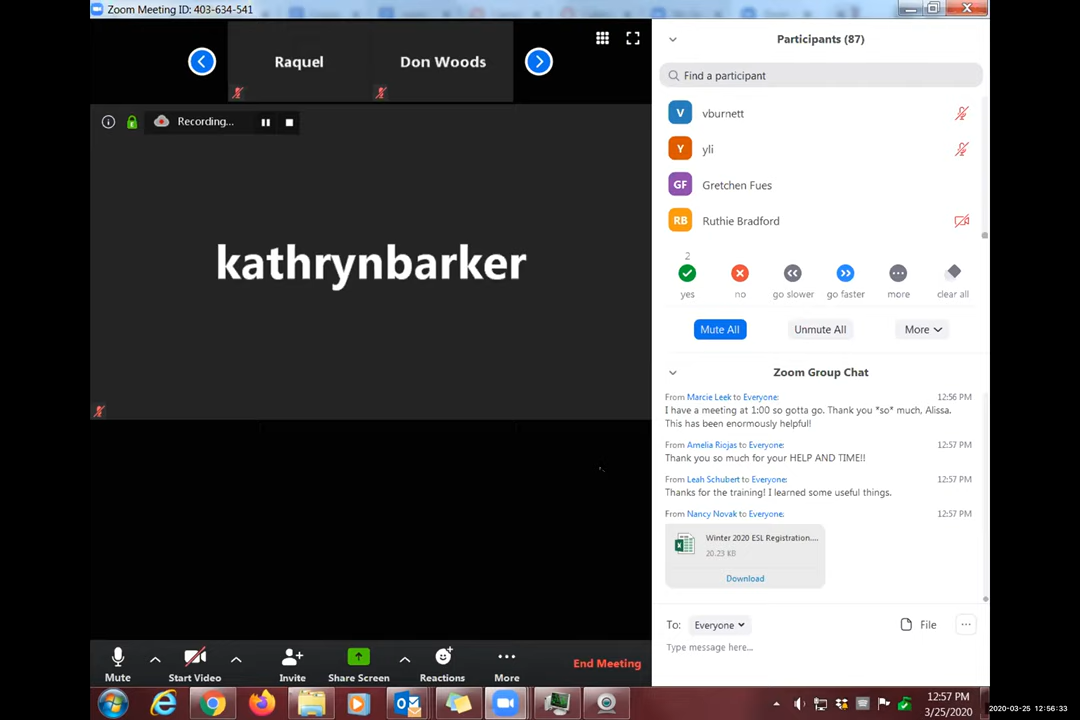 Zoom Meeting ID: 403-634-541
Raquel
Don Woods
Recording...
kathrynbarker
Participants (87)
Find a participant
V vburnett
Y yli
GF Gretchen Fues
RB Ruthie Bradford
2
yes no go slower go faster more clear all
Mute All Unmute All More
Zoom Group Chat
From Marcie Leek to Everyone: 12:56 PM
I have a meeting at 1:00 so gotta go. Thank you *so* much, Alissa.
This has been enormously helpful!
From Amelia Riojas to Everyone: 12:57 PM
Thank you so much for your HELP AND TIME!!
From Leah Schubert to Everyone: 12:57 PM
Thanks for the training! I learned some useful things.
From Nancy Novak to Everyone: 12:57 PM
Winter 2020 ESL Registration....
20.23 KB
Download
To: Everyone File
Type message here...
Mute Start Video Invite Share Screen Reactions More End Meeting
12:57 PM
3/25/2020
2020-03-25 12:56:33